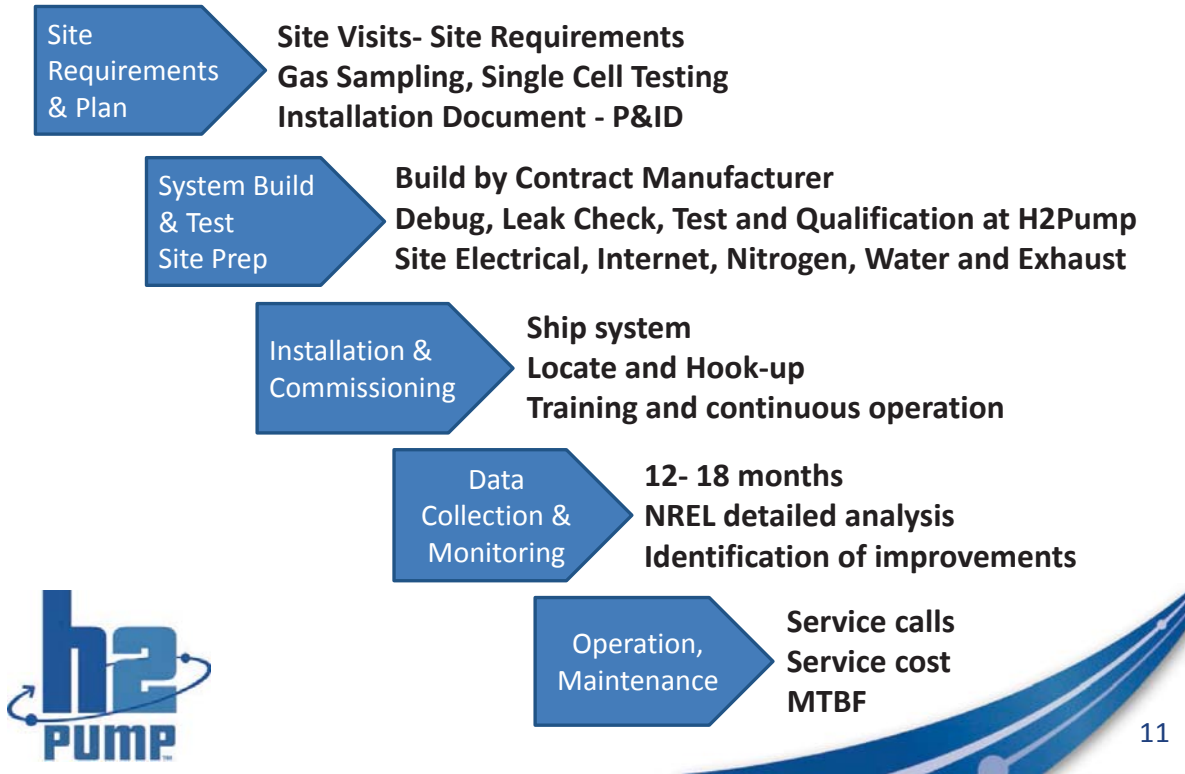 Site
Requirements
& Plan
Site Visits- Site Requirements
Gas Sampling, Single Cell Testing
Installation Document - P&ID
System Build
& Test
Site Prep
Build by Contract Manufacturer
Debug, Leak Check, Test and Qualification at H2Pump
Site Electrical, Internet, Nitrogen, Water and Exhaust
Installation &
Commissioning
Ship system
Locate and Hook-up
Training and continuous operation
Data
Collection &
Monitoring
12- 18 months
NREL detailed analysis
Identification of improvements
Operation,
Maintenance
Service calls
Service cost
MTBF
h2
PUMP™
11